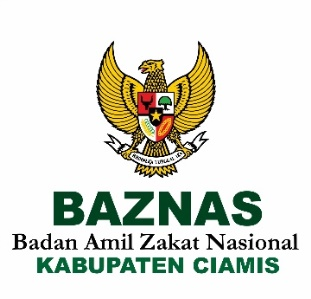 BAZNAS
Badan Amil Zakat Nasional
KABUPATEN CIAMIS